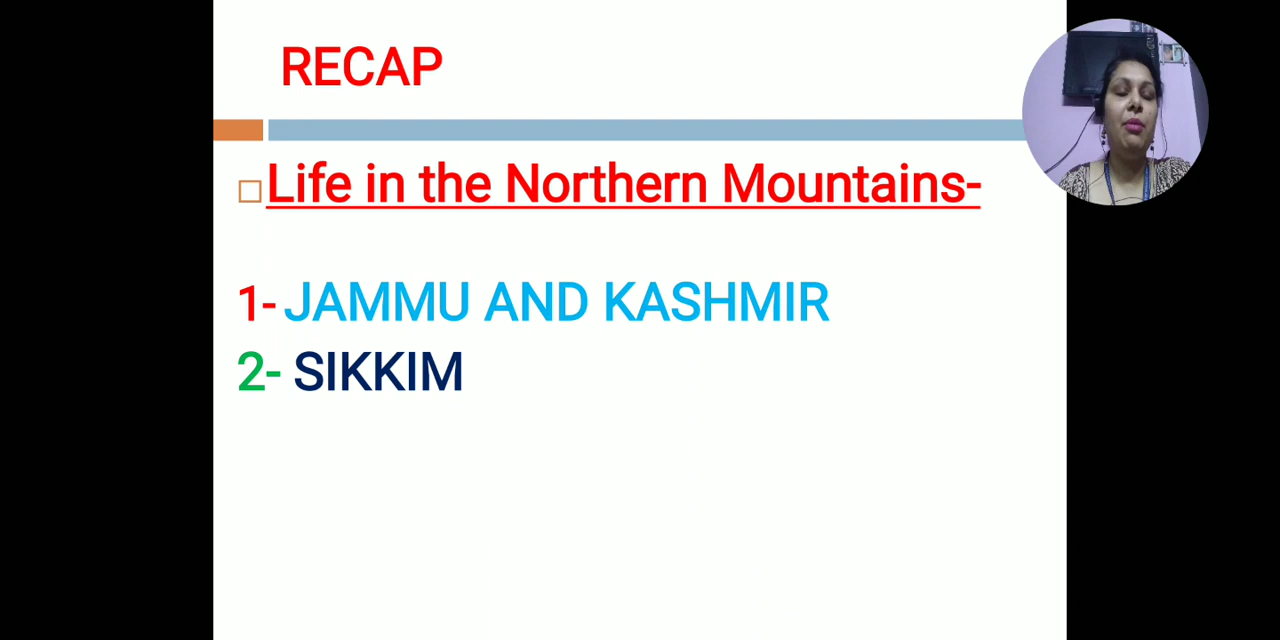 RECAP
Life in the Northern Mountains-
1- JAMMU AND KASHMIR
2- SIKKIM